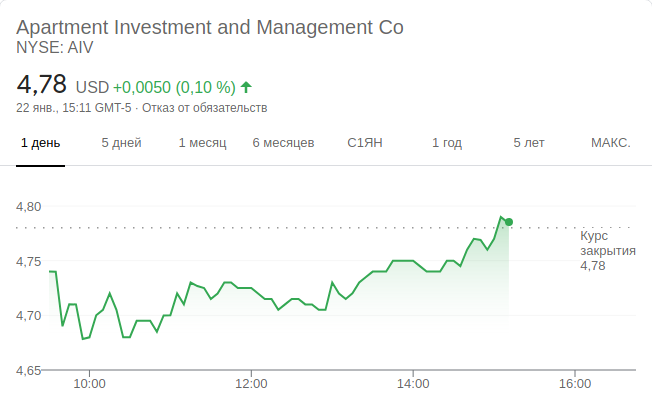 Apartment Investment and Management Co
NYSE: AIV
4,78 USD +0,0050 (0,10 %)
22 янв., 15:11 GMT-5 · Отказ от обязательств
1 день 5 дней 1 месяц 6 месяцев С1ЯН 1 год 5 лет МАКС.
4,80
Курс
закрытия
4,78
4,75
4,70
4,65
10:00 12:00 14:00 16:00